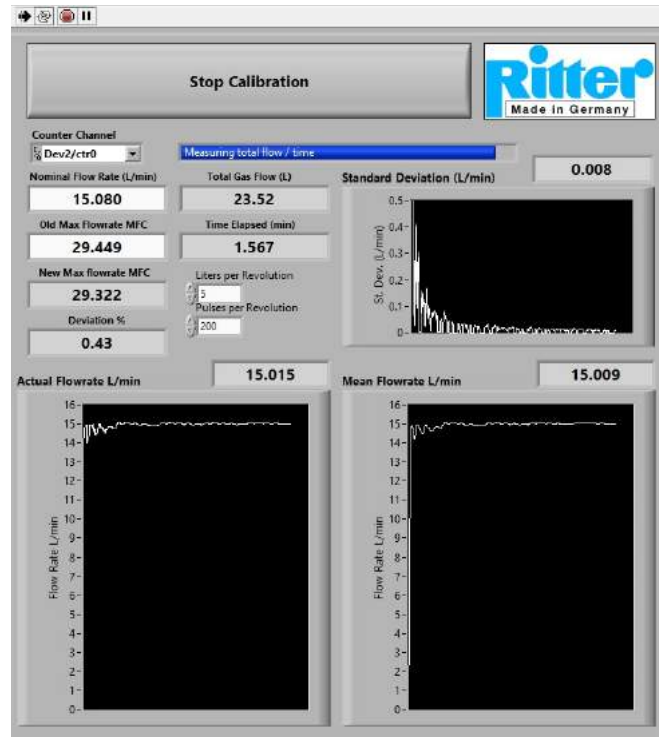 Stop Calibration
Ritter
Made in Germany
Counter Channel
Dev2/ctr0
Measuring total flow / time
Nominal Flow Rate (L/min)
15.080
Total Gas Flow (L)
23.52
Standard Deviation (L/min)
0.008
Old Max Flowrate MFC
29.449
Time Elapsed (min)
1.567
New Max flowrate MFC
29.322
Liters per Revolution
5
Pulses per Revolution
200
Deviation %
0.43
St. Dev. (L/min)
0.5
0.4
0.3
0.2
0.1
0
Actual Flowrate L/min
15.015
Flow Rate L/min
16
15
14
13
12
11
10
9
8
7
6
5
4
3
2
1
0
Mean Flowrate L/min
15.009
Flow Rate L/min
16
15
14
13
12
11
10
9
8
7
6
5
4
3
2
1
0